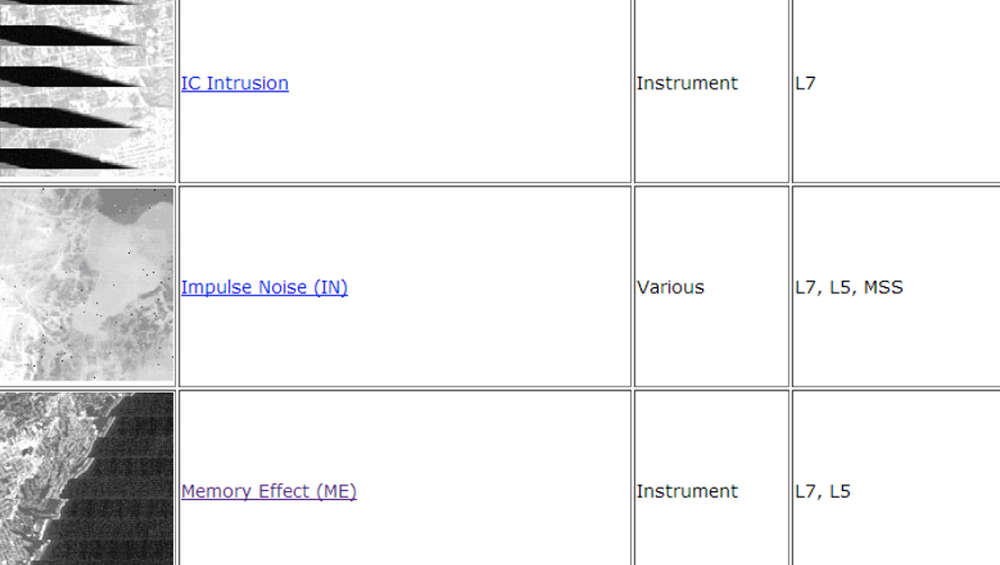 IC Intrusion Instrument L7
Impulse Noise (IN) Various L7, L5, MSS
Memory Effect (ME) Instrument L7, L5